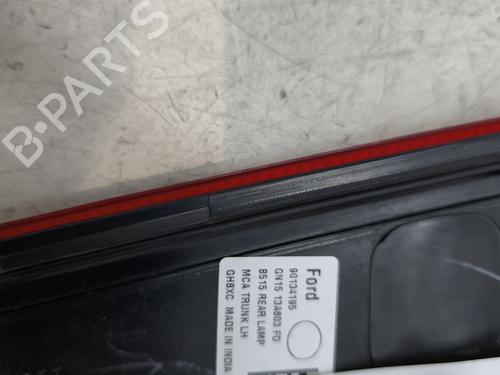 B-PARTS
Ford
90134195
GN15 13A603 FD
B515 REAR LAMP
MCA TRUNK LH
GHBXC MADE IN INDIA